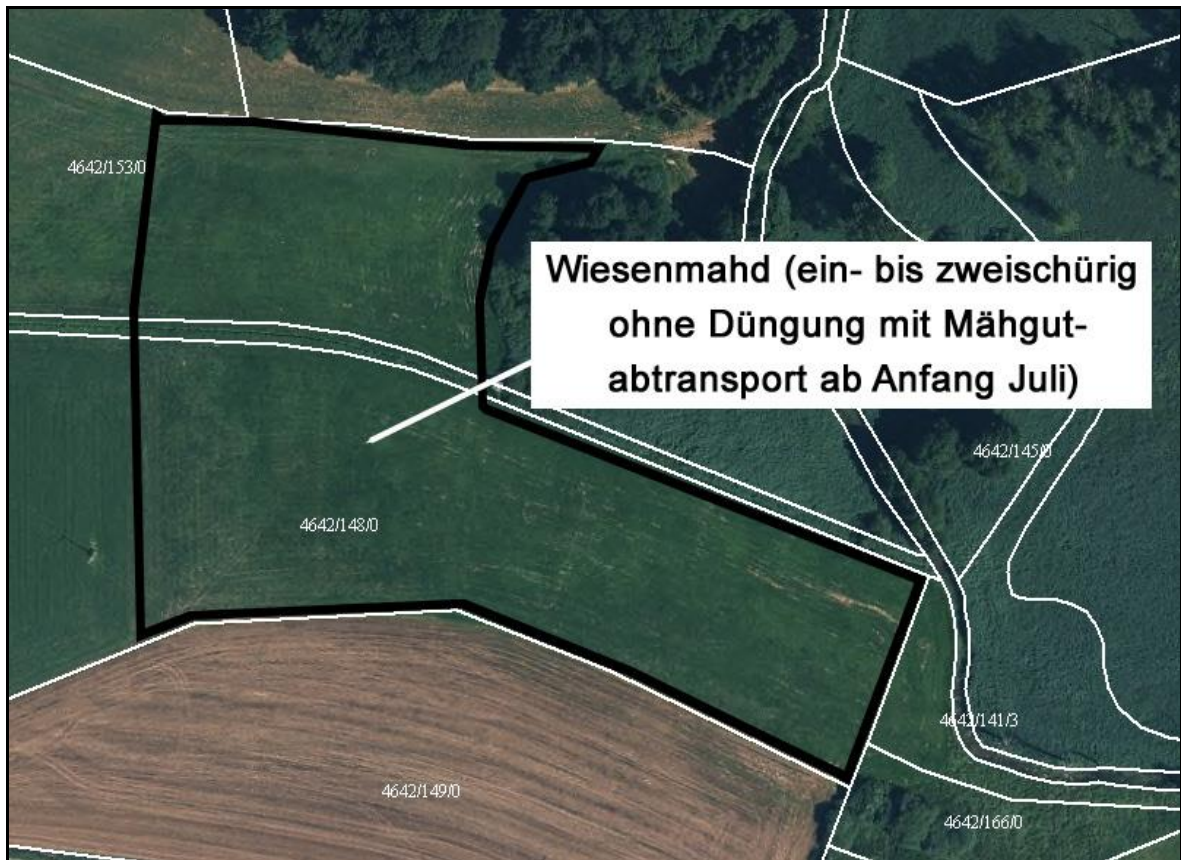 4642/153/0
Wiesenmahd (ein- bis zweischürig
ohne Düngung mit Mähgut-
abtransport ab Anfang Juli)
4642/145/0
4642/148/0
4642/141/3
4642/149/0
4642/166/0